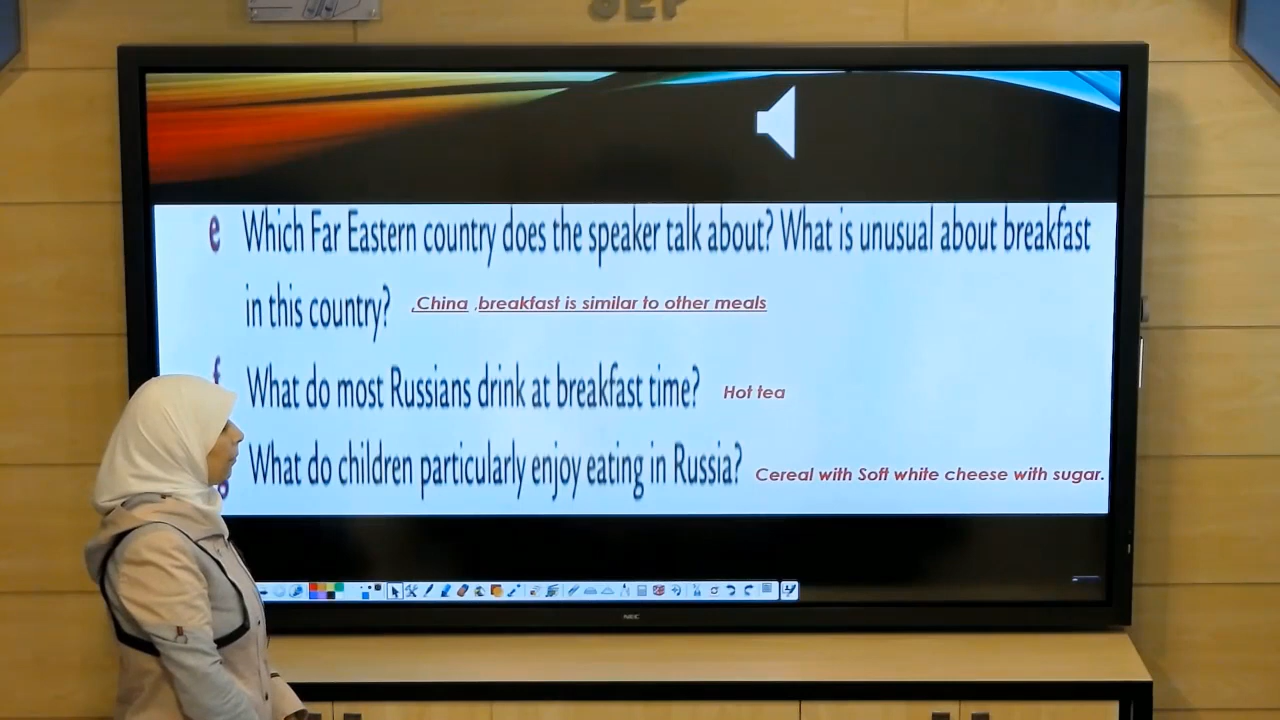 SEP
e Which Far Eastern country does the speaker talk about? What is unusual about breakfast
in this country? ,China ,breakfast is similar to other meals
f What do most Russians drink at breakfast time? Hot tea
g What do children particularly enjoy eating in Russia? Cereal with Soft white cheese with sugar.
NEC